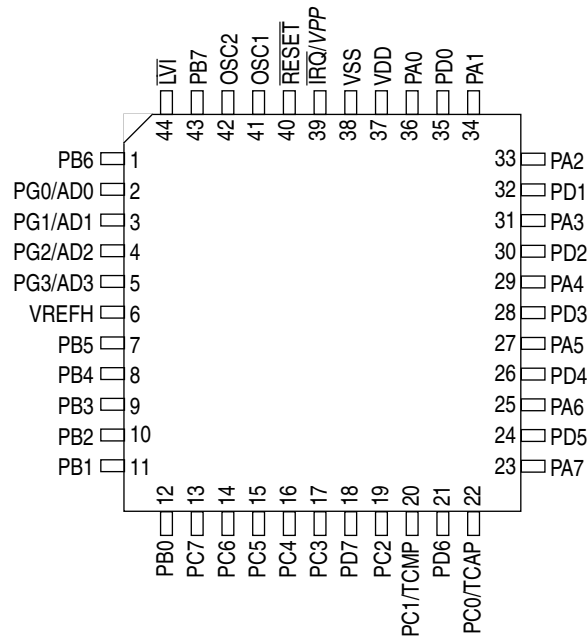 L̅V̅I̅
PB7
OSC2
OSC1
R̅E̅S̅E̅T̅
I̅R̅Q̅/VPP
VSS
VDD
PA0
PD0
PA1
44
43
42
41
40
39
38
37
36
35
34
PB6 1
PG0/AD0 2
PG1/AD1 3
PG2/AD2 4
PG3/AD3 5
VREFH 6
PB5 7
PB4 8
PB3 9
PB2 10
PB1 11
33 PA2
32 PD1
31 PA3
30 PD2
29 PA4
28 PD3
27 PA5
26 PD4
25 PA6
24 PD5
23 PA7
12
13
14
15
16
17
18
19
20
21
22
PB0
PC7
PC6
PC5
PC4
PC3
PD7
PC2
PC1/TCMP
PD6
PC0/TCAP